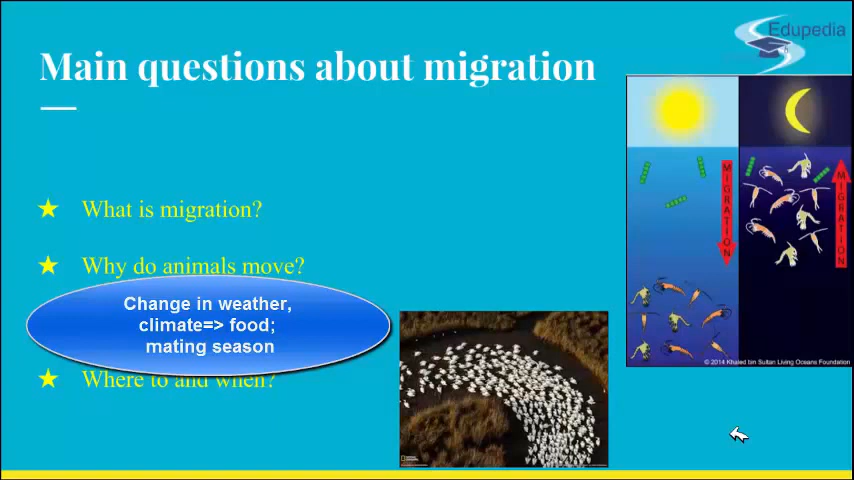 Edupedia
Main questions about migration
What is migration?
Why do animals move?
Change in weather,
climate=> food;
mating season
Where to and when?
MIGRATION
MIGRATION
© 2014 Khaled bin Sultan Living Oceans Foundation